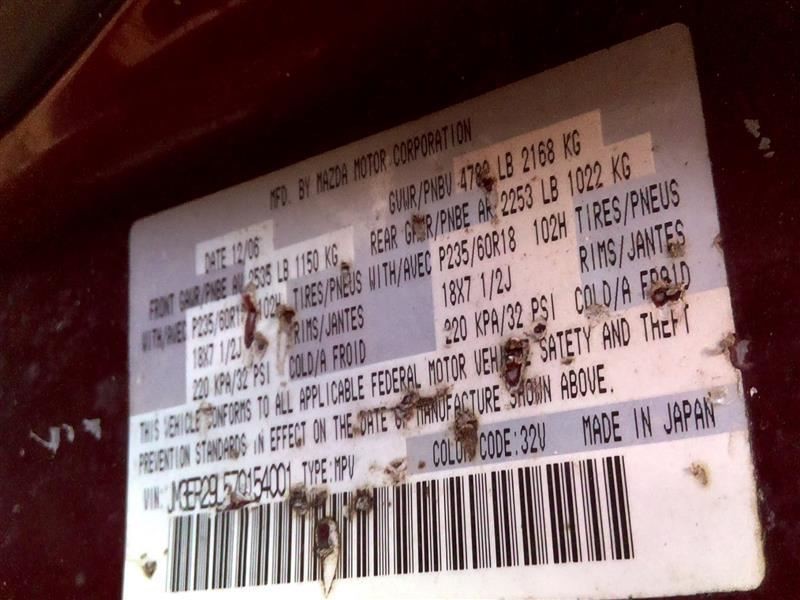 MFD. BY MAZDA MOTOR CORPORATION
DATE 12/06 GVWR/PNBV LB 2168 KG
FRONT GAWR/PNBE AV 2535 LB 1150 KG REAR GAWR/PNBE AR 2253 LB 1022 KG
WITH/AVEC P235/60R18 102H TIRES/PNEUS WITH/AVEC P235/60R18 102H TIRES/PNEUS
18X7 1/2J RIMS/JANTES 18X7 1/2J RIMS/JANTES
220 KPA/32 PSI COLD/A FROID 220 KPA/32 PSI COLD/A FROID
THIS VEHICLE CONFORMS TO ALL APPLICABLE FEDERAL MOTOR VEHICLE SAFETY AND THEFT
PREVENTION STANDARDS IN EFFECT ON THE DATE OF MANUFACTURE SHOWN ABOVE.
COLOR CODE:32V MADE IN JAPAN
VIN: JM3ER29L570154001 TYPE:MPV